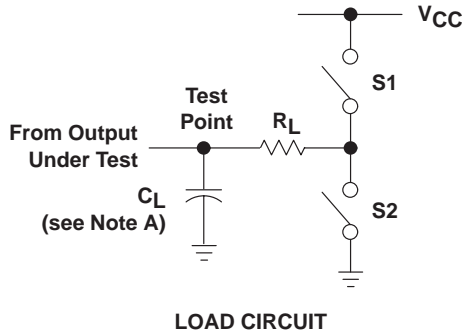 VCC
S1
Test
Point
RL
From Output
Under Test
CL
(see Note A)
S2
LOAD CIRCUIT